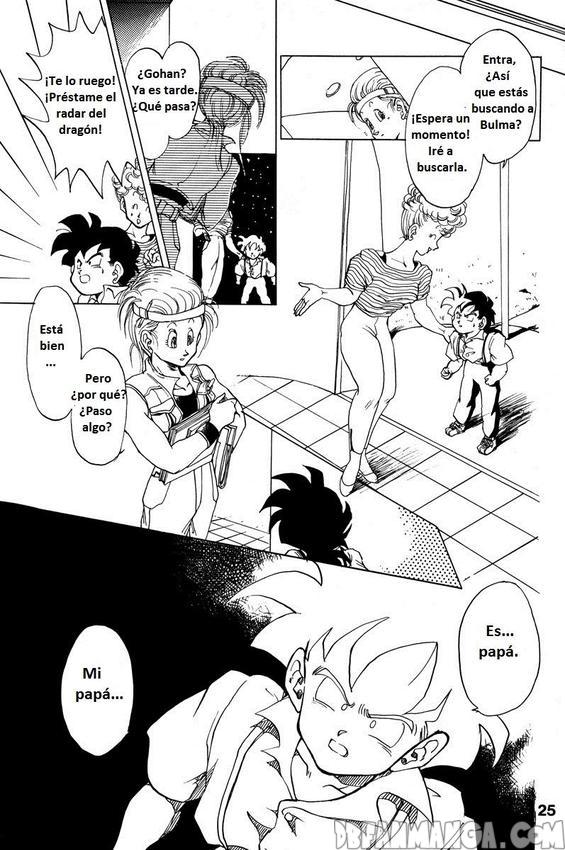 Entra,
¿Así
que estás
buscando a
Bulma?
¡Espera un
momento!
Iré a
buscarla.
¿Gohan?
Ya es tarde.
¿Qué pasa?
¡Te lo ruego!
¡Préstame el
radar del
dragón!
Está
bien
...
Pero
¿por qué?
¿Paso
algo?
Es...
papá.
Mi
papá...
25
DBFANMANGA.COM